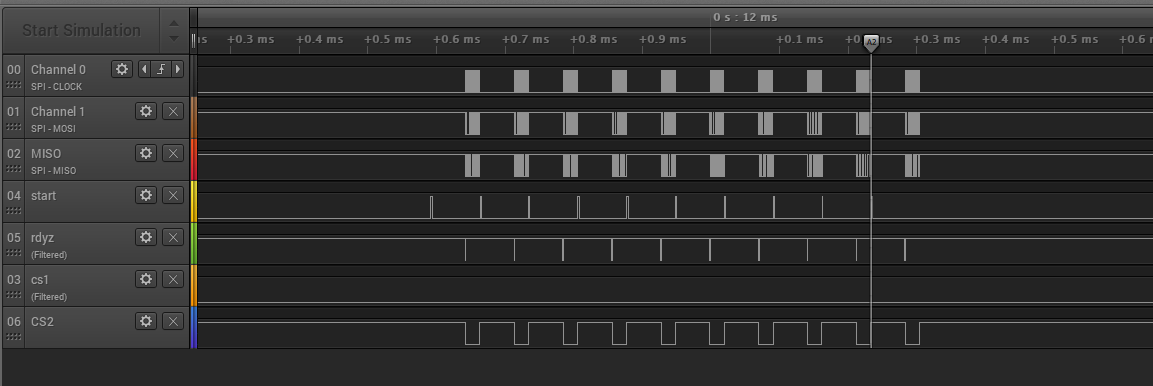 Start Simulation
0 s : 12 ms
+0.3 ms +0.4 ms +0.5 ms +0.6 ms +0.7 ms +0.8 ms +0.9 ms +0.1 ms A2 +0.3 ms +0.4 ms +0.5 ms
00 Channel 0
SPI - CLOCK
01 Channel 1
SPI - MOSI
02 MISO
SPI - MISO
04 start
05 rdyz
(Filtered)
03 cs1
(Filtered)
06 CS2